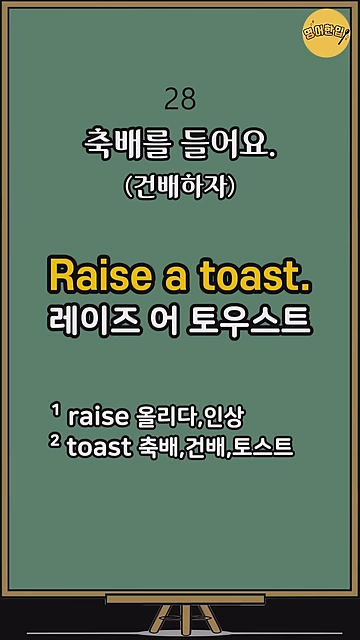 영어한입
28
축배를 들어요.
(건배하자)
Raise a toast.
레이즈 어 토우스트
1 raise 올리다,인상
2 toast 축배,건배,토스트